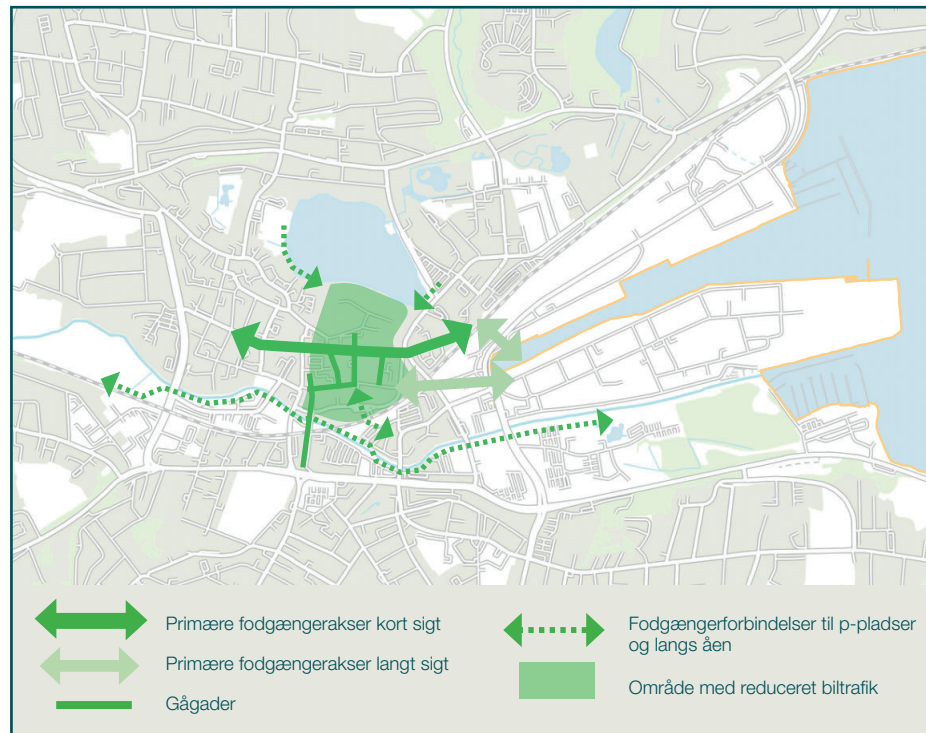 Primære fodgængerakser kort sigt
Primære fodgængerakser langt sigt
Gågader
Fodgængerforbindelser til p-pladser
og langs åen
Område med reduceret biltrafik